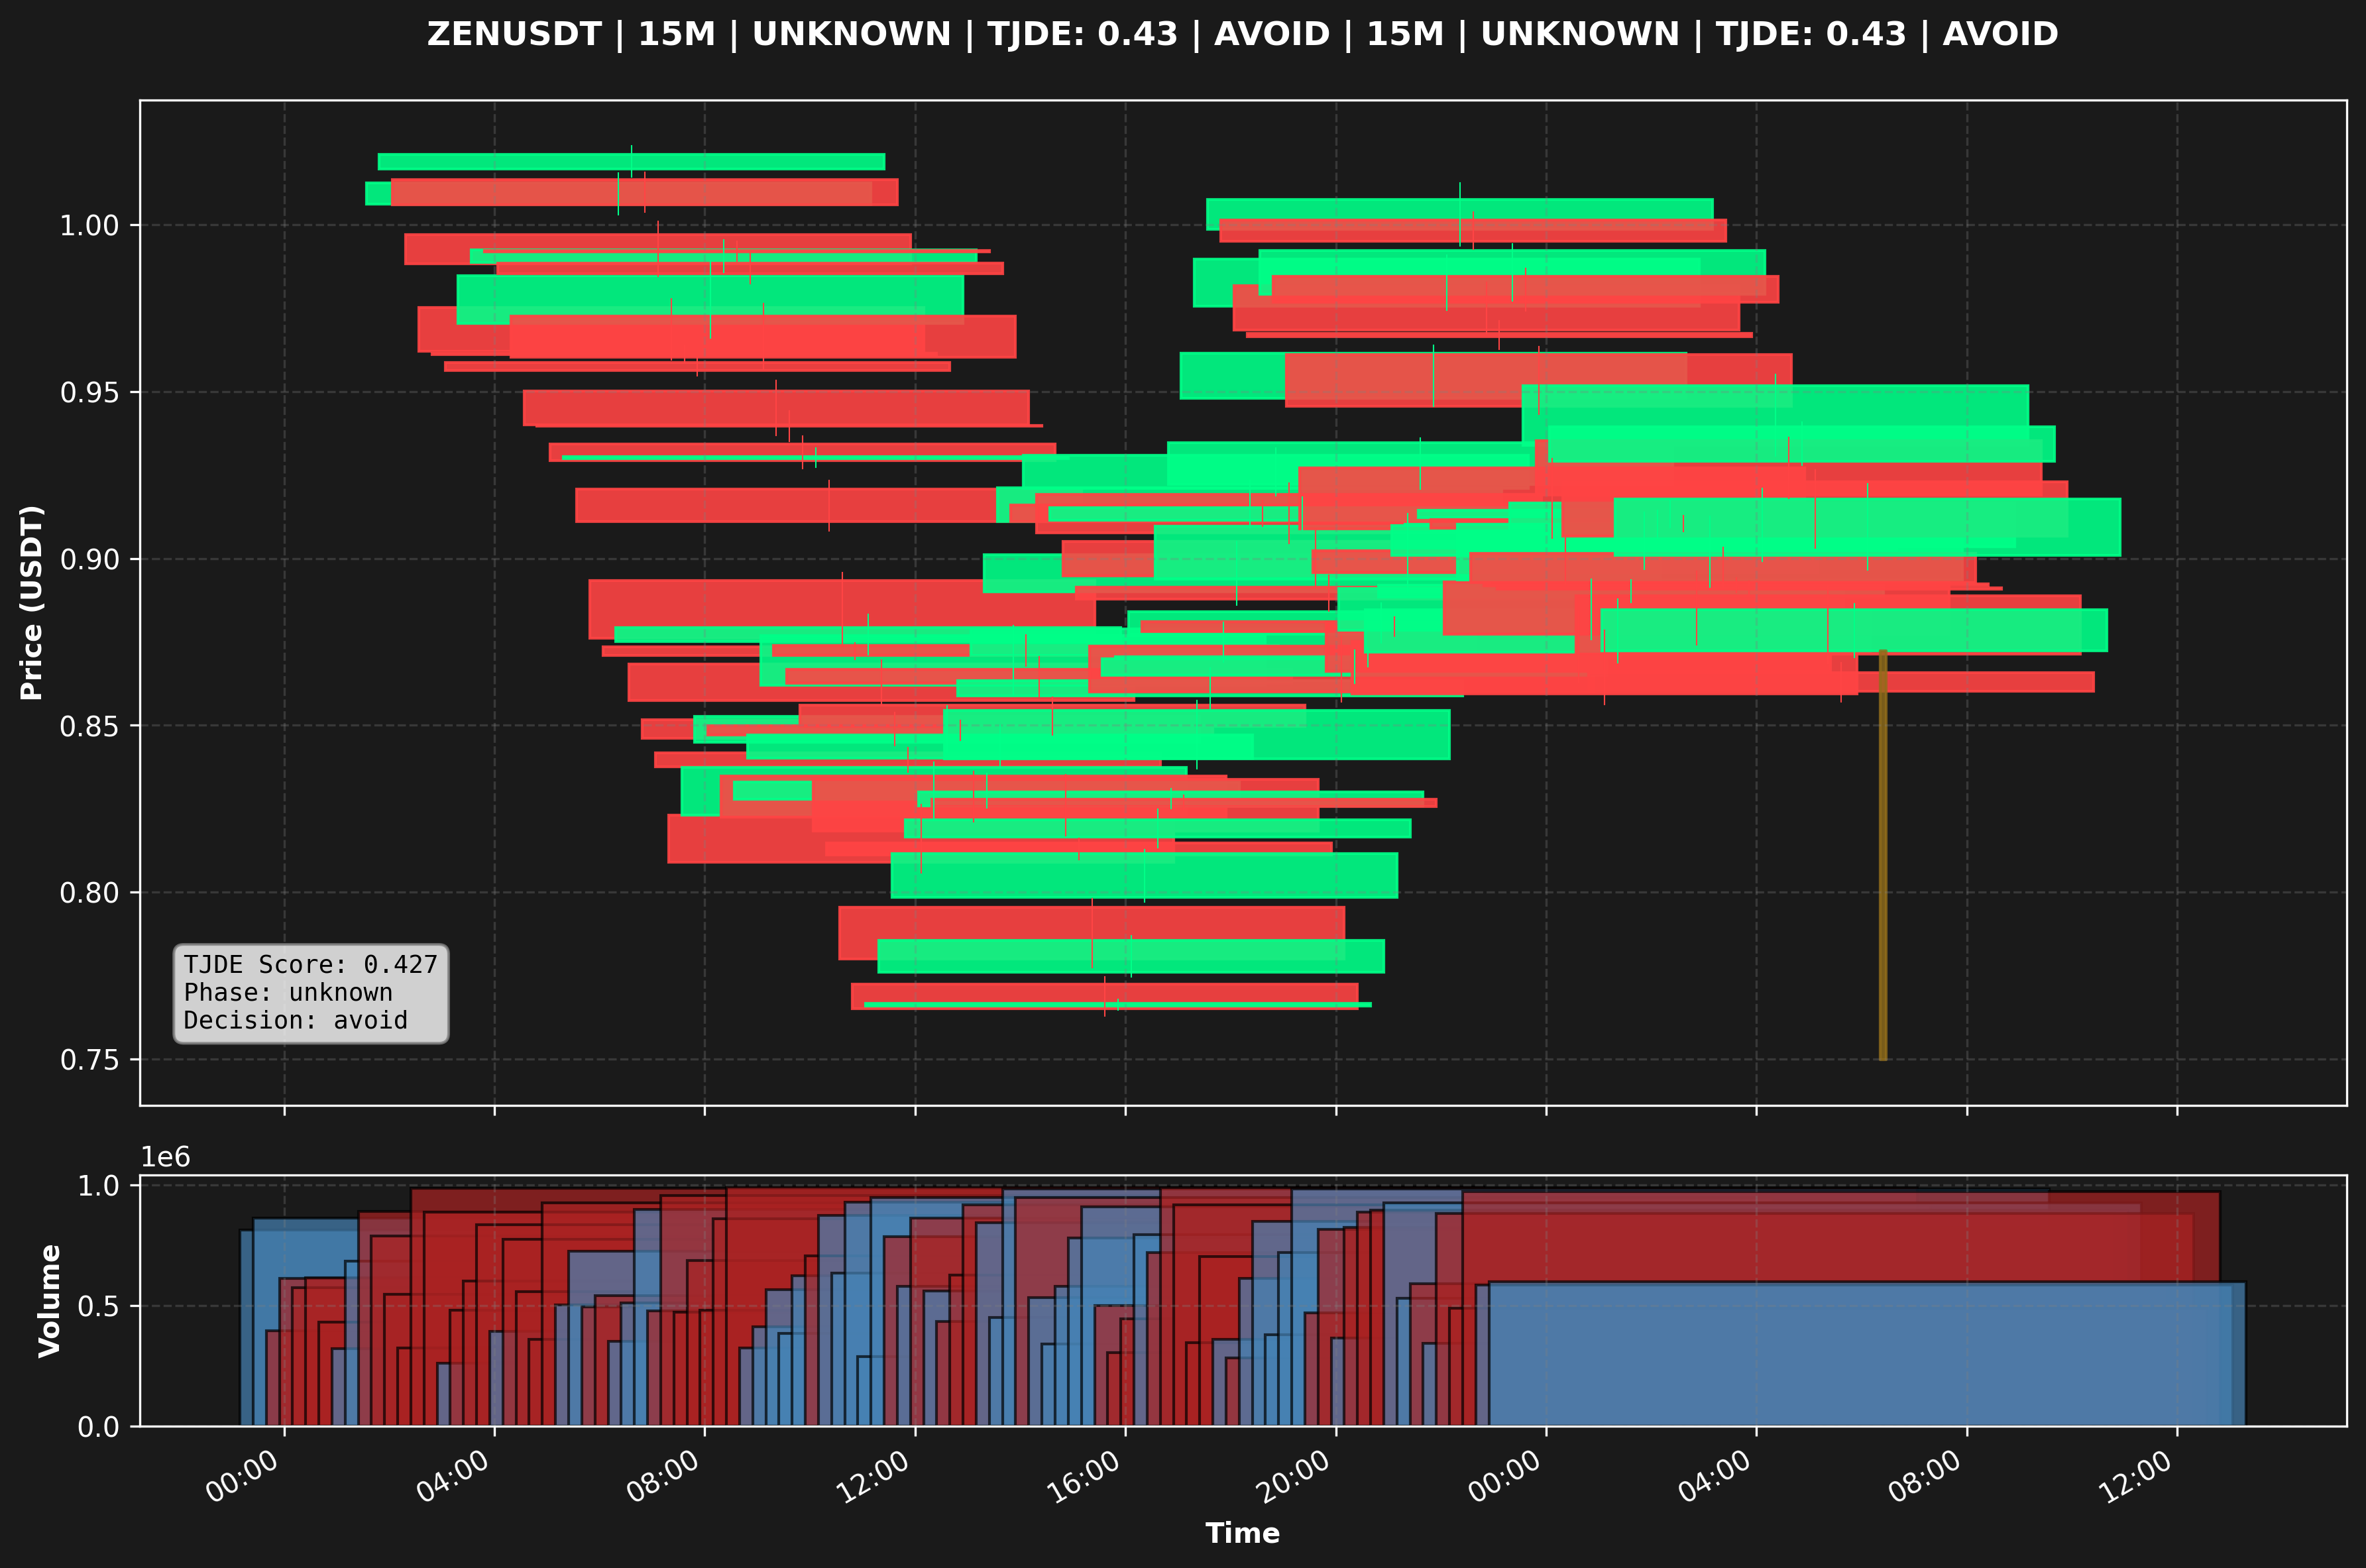 ZENUSDT | 15M | UNKNOWN | TJDE: 0.43 | AVOID | 15M | UNKNOWN | TJDE: 0.43 | AVOID
Price (USDT)
1.00
0.95
0.90
0.85
0.80
0.75
TJDE Score: 0.427
Phase: unknown
Decision: avoid
1e6
Volume
1.0
0.5
0.0
00:00
04:00
08:00
12:00
16:00
20:00
00:00
04:00
08:00
12:00
Time